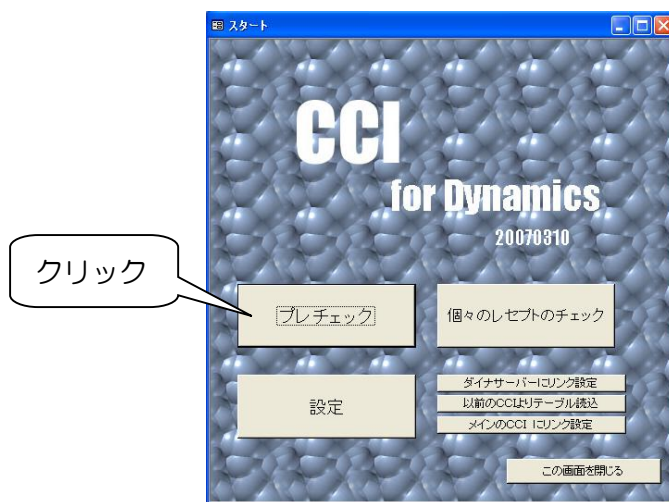 スタート
CCI
for Dynamics
20070310
クリック
プレチェック
個々のレセプトのチェック
設定
ダイナサーバーにリンク設定
以前のCCIよりテーブル読込
メインのCCI にリンク設定
この画面を閉じる